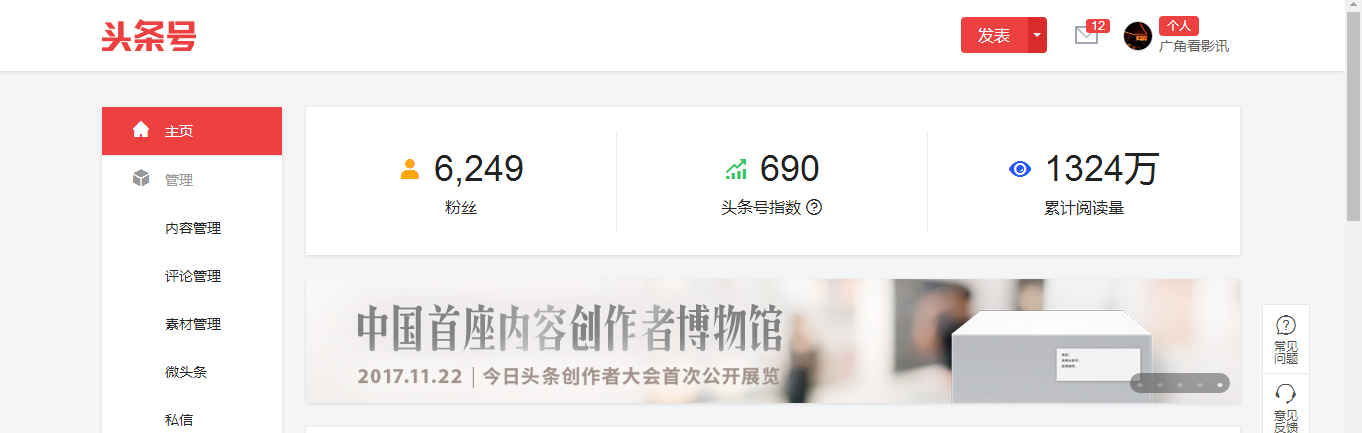 头条号
发表
12
个人
广角看影讯
主页
管理
内容管理
评论管理
素材管理
微头条
私信
6,249
粉丝
690
头条号指数
1324万
累计阅读量
中国首座内容创作者博物馆
2017.11.22 | 今日头条创作者大会首次公开展览
常见
问题
意见
反馈